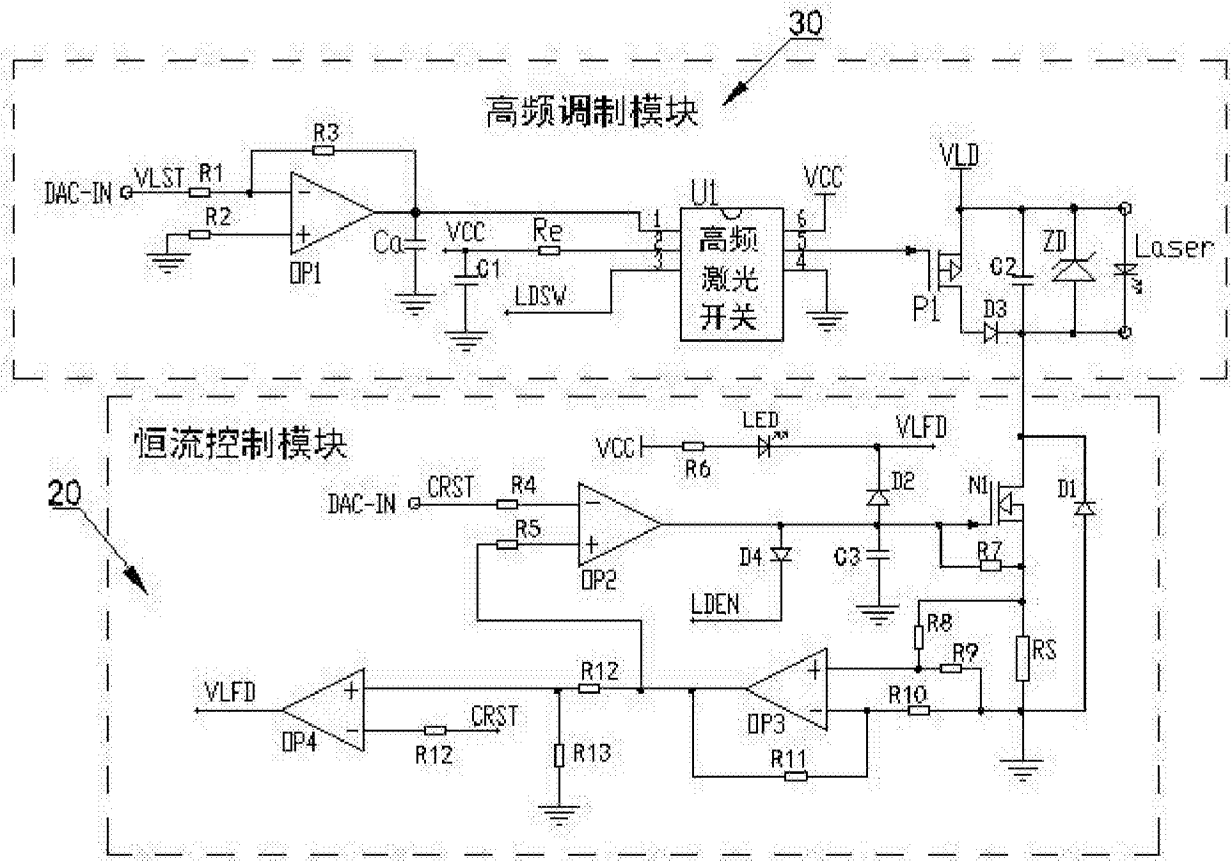 30
高频调制模块
R3
DAC-IN
VLST
R1
R2
OP1
Ca
VCC
C1
Re
LDSW
U1
1
2
3
高频
激光
开关
6
5
4
VCC
VLD
P1
D3
C2
ZD
Laser
20
恒流控制模块
VCC
R6
LED
VLFD
DAC-IN
CRST
R4
R5
OP2
D4
LDEN
D2
C3
N1
D1
R7
R8
R9
RS
R10
OP3
R11
R12
VLFD
OP4
R12
CRST
R13